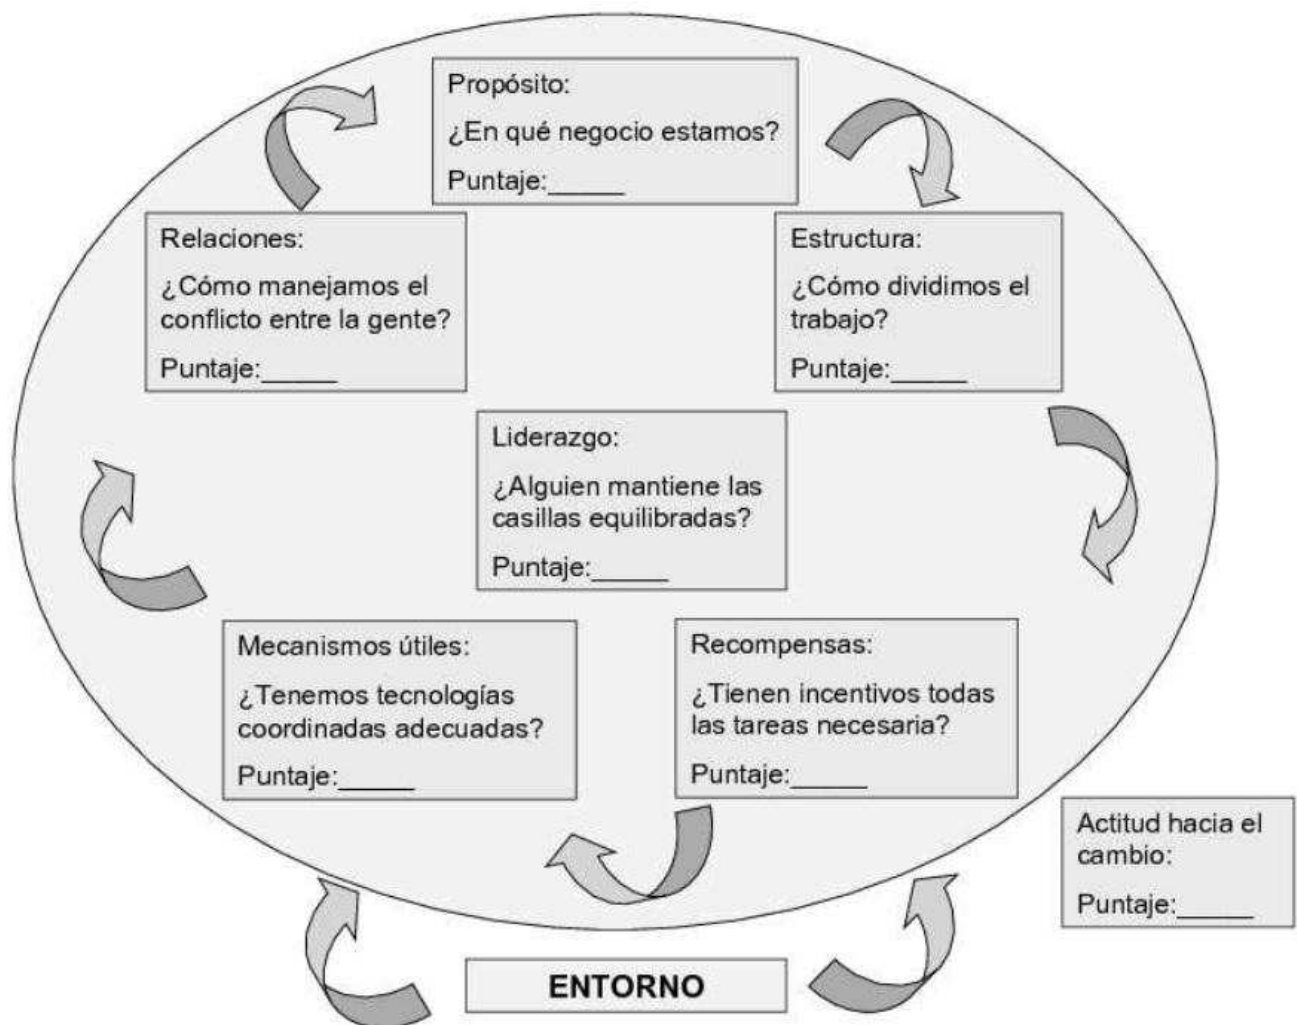 Propósito:
¿En qué negocio estamos?
Puntaje:_____
Relaciones:
¿Cómo manejamos el
conflicto entre la gente?
Puntaje:_____
Estructura:
¿Cómo dividimos el
trabajo?
Puntaje:_____
Liderazgo:
¿Alguien mantiene las
casillas equilibradas?
Puntaje:_____
Mecanismos útiles:
¿Tenemos tecnologías
coordinadas adecuadas?
Puntaje:_____
Recompensas:
¿Tienen incentivos todas
las tareas necesaria?
Puntaje:_____
Actitud hacia el
cambio:
Puntaje:_____
ENTORNO